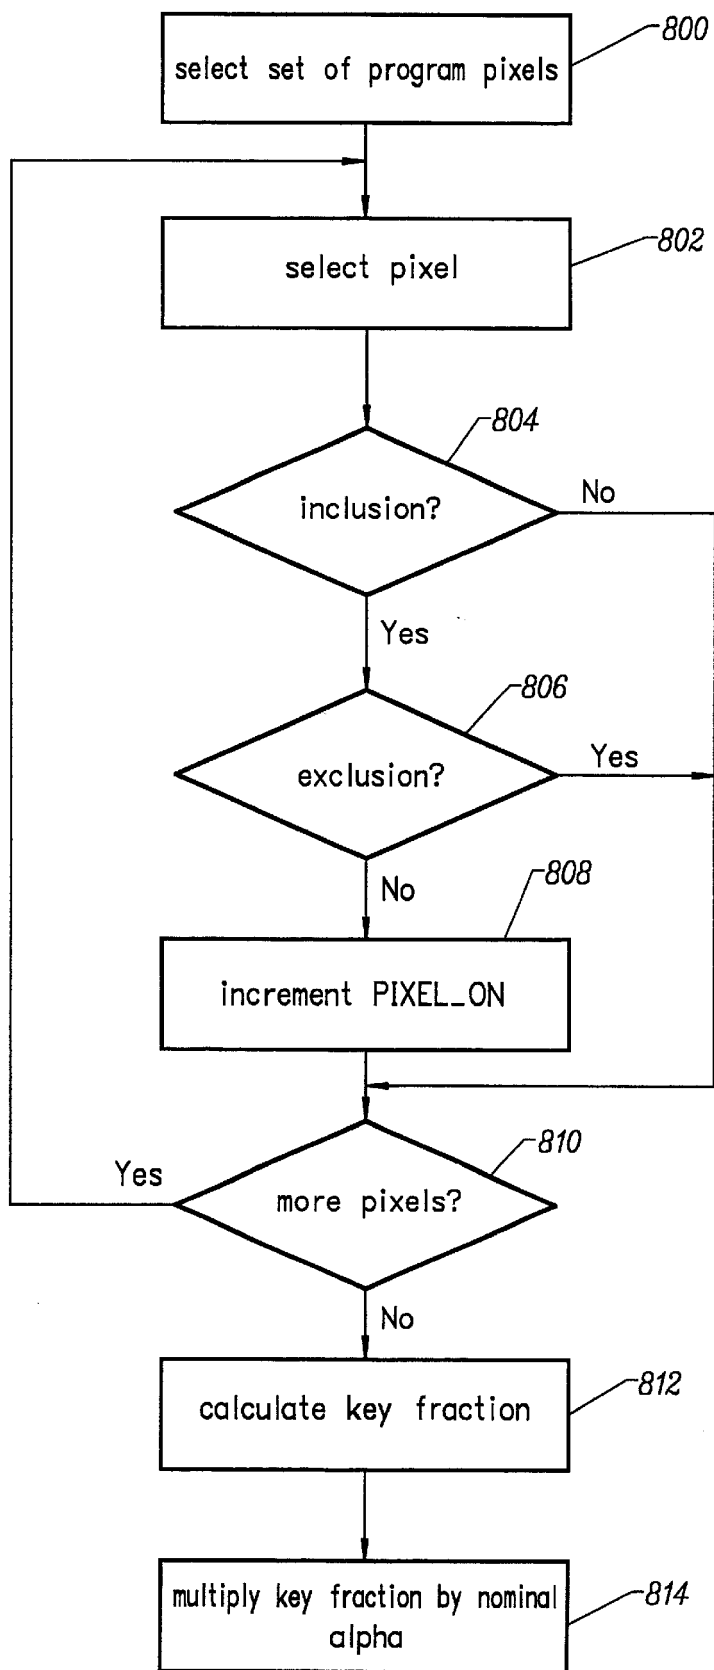 800
select set of program pixels
802
select pixel
804
inclusion?
No
Yes
806
exclusion?
Yes
No
808
increment PIXEL_ON
810
Yes
more pixels?
No
812
calculate key fraction
814
multiply key fraction by nominal
alpha